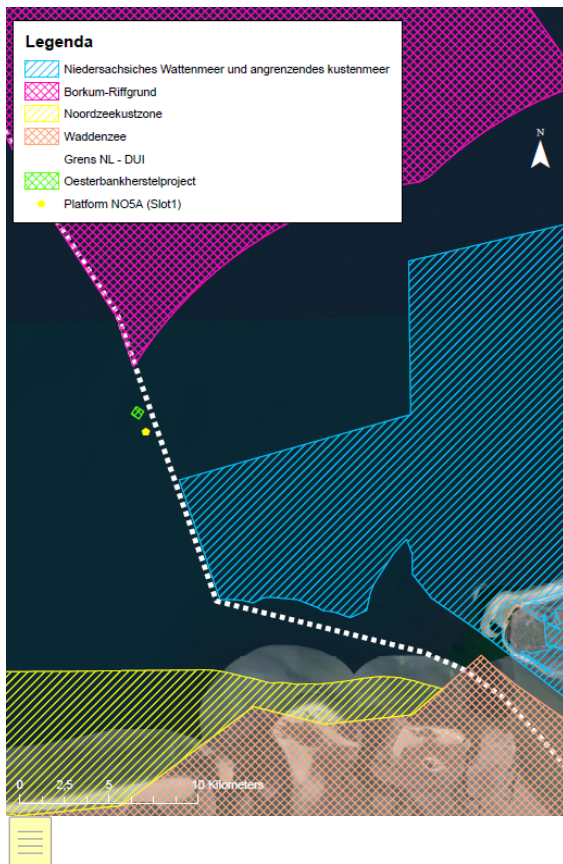 Legenda
Niedersachsiches Wattenmeer und angrenzendes kustenmeer
Borkum-Riffgrund
Noordzeekustzone
Waddenzee
Grens NL - DUI
Oesterbankherstelproject
Platform NO5A (Slot1)
N
0 2,5 5 10 Kilometers